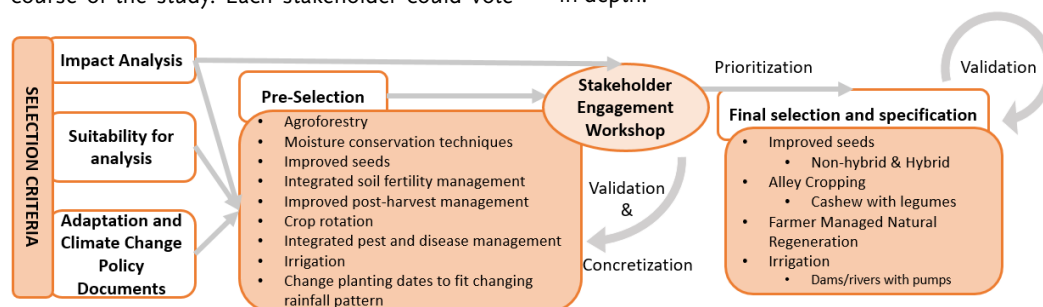 course of the study. Each stakeholder could vote
in depth.
SELECTION CRITERIA
Impact Analysis
Suitability for
analysis
Adaptation and
Climate Change
Policy
Documents
Pre-Selection
• Agroforestry
• Moisture conservation techniques
• Improved seeds
• Integrated soil fertility management
• Improved post-harvest management
• Crop rotation
• Integrated pest and disease management
• Irrigation
• Change planting dates to fit changing
rainfall pattern
Stakeholder
Engagement
Workshop
Validation
&
Concretization
Prioritization
Final selection and specification
• Improved seeds
• Non-hybrid & Hybrid
• Alley Cropping
• Cashew with legumes
• Farmer Managed Natural
Regeneration
• Irrigation
• Dams/rivers with pumps
Validation